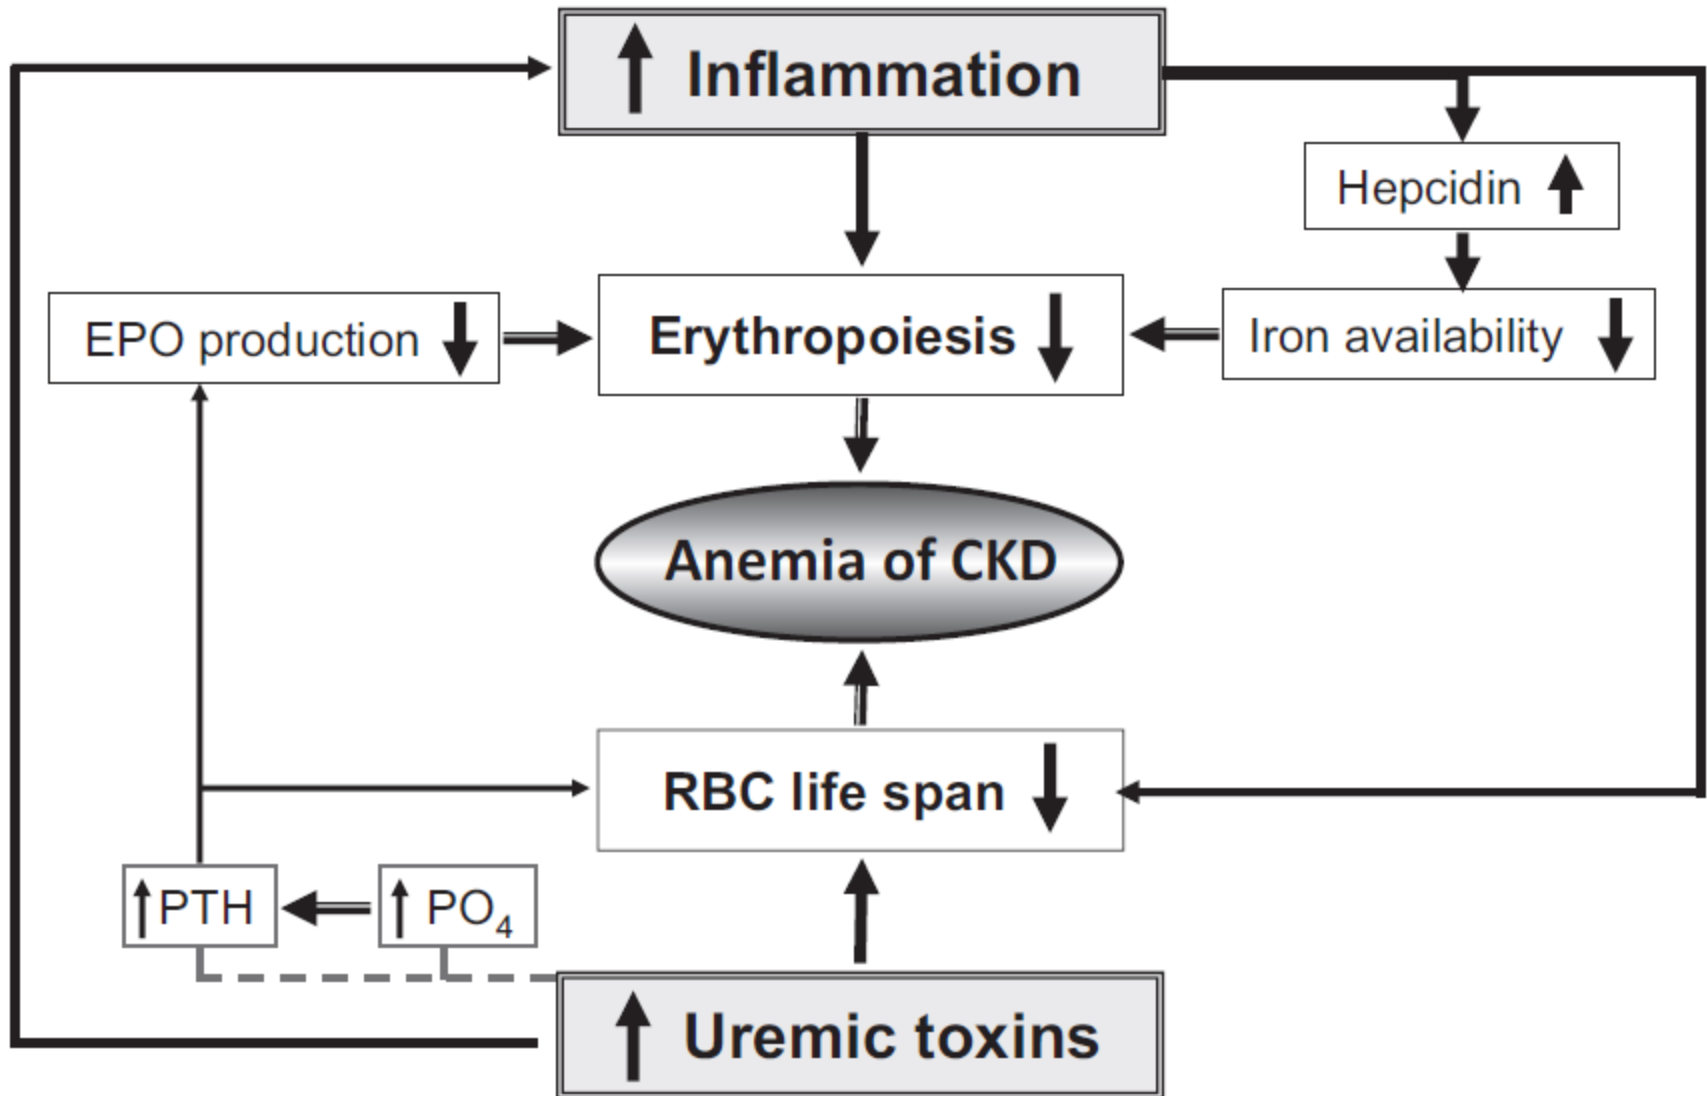 ↑ Inflammation
Hepcidin ↑
EPO production ↓
Erythropoiesis ↓
Iron availability ↓
Anemia of CKD
RBC life span ↓
↑ PTH
↑ PO₄
↑ Uremic toxins